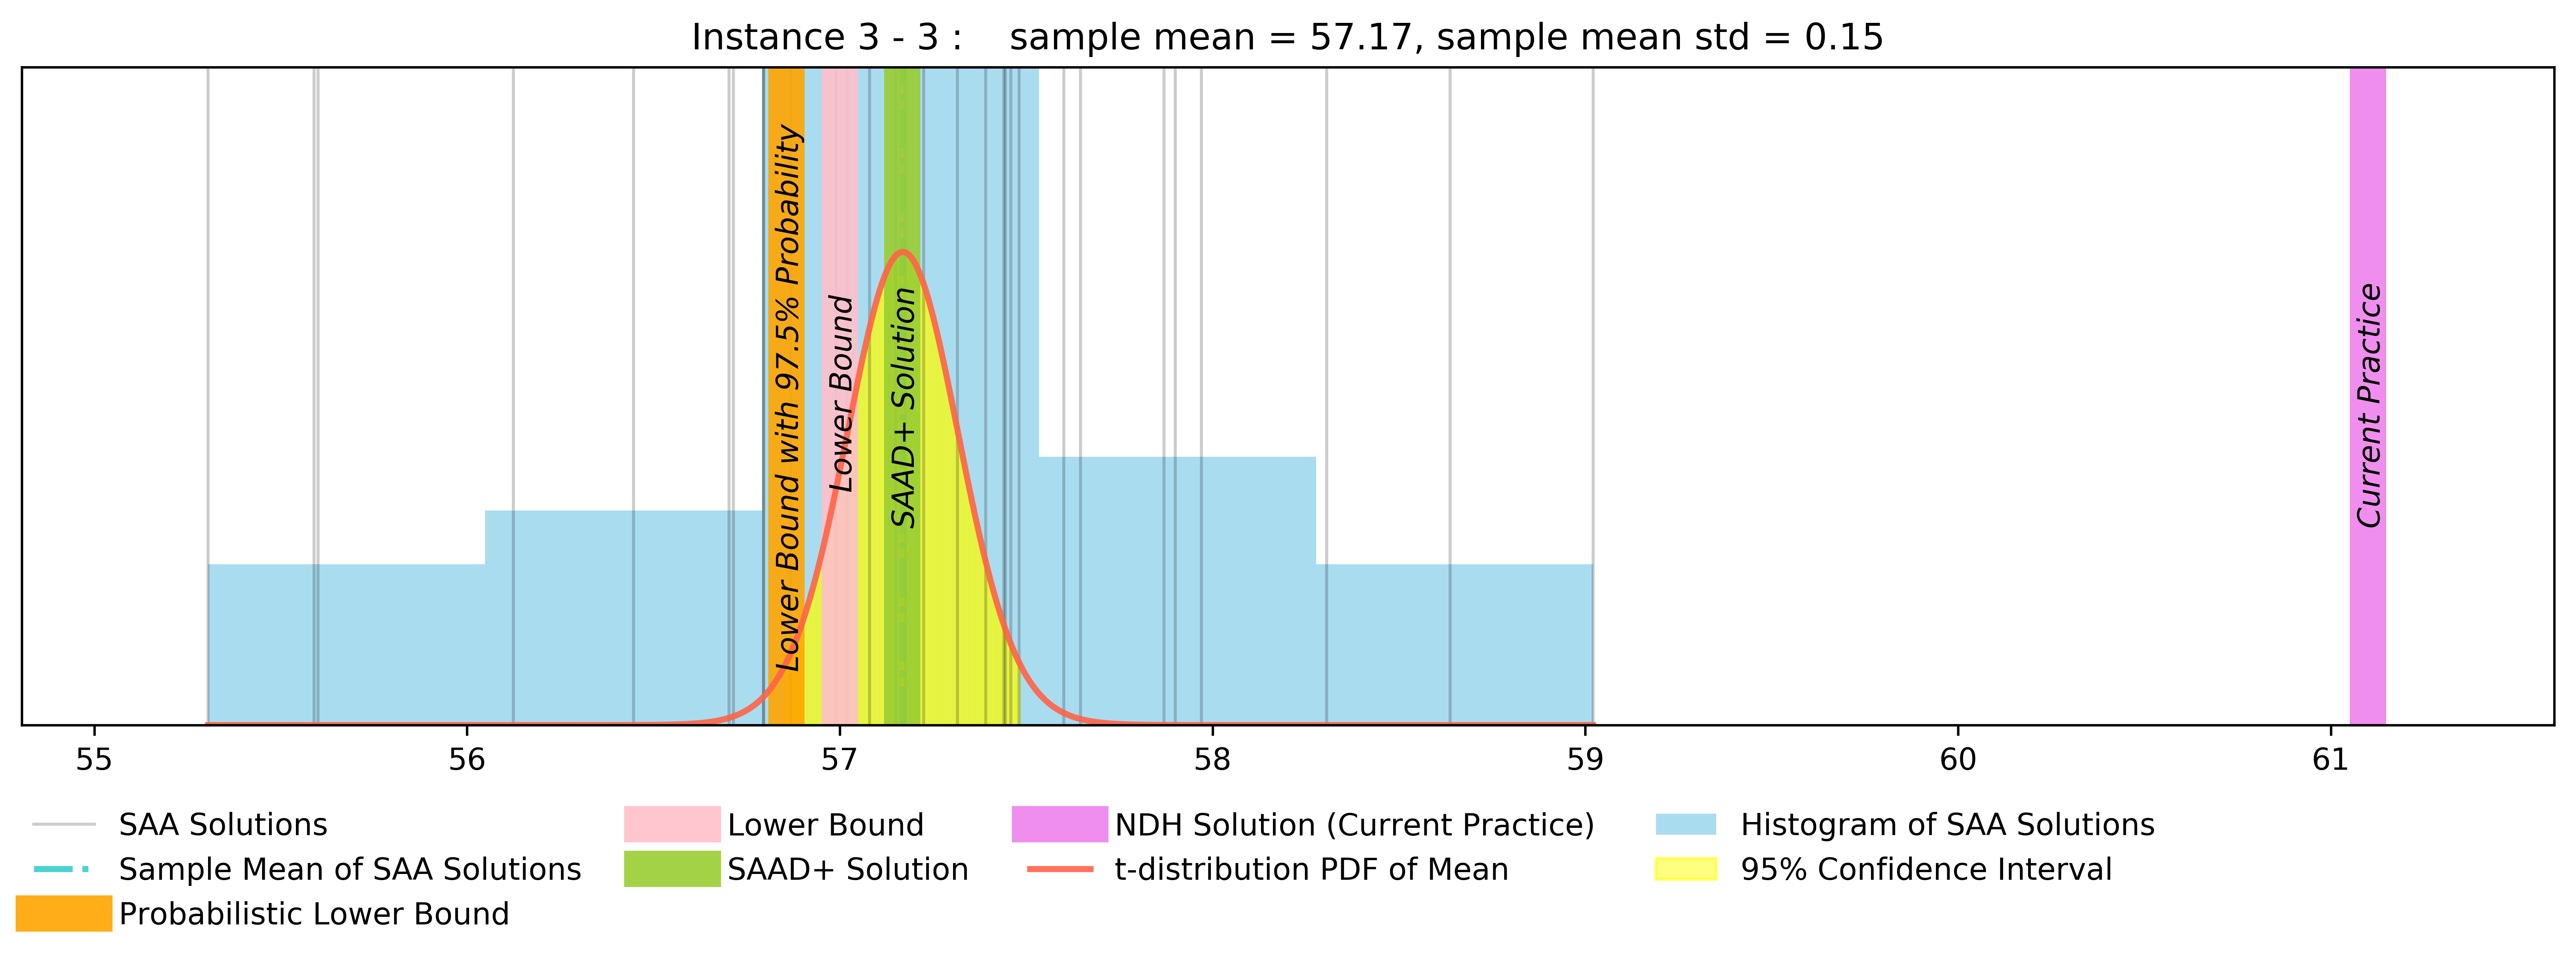 Instance 3 - 3 :    sample mean = 57.17, sample mean std = 0.15
Lower Bound with 97.5% Probability
Lower Bound
SAAD+ Solution
Current Practice
55 56 57 58 59 60 61
SAA Solutions
Sample Mean of SAA Solutions
Probabilistic Lower Bound
Lower Bound
SAAD+ Solution
NDH Solution (Current Practice)
t-distribution PDF of Mean
Histogram of SAA Solutions
95% Confidence Interval